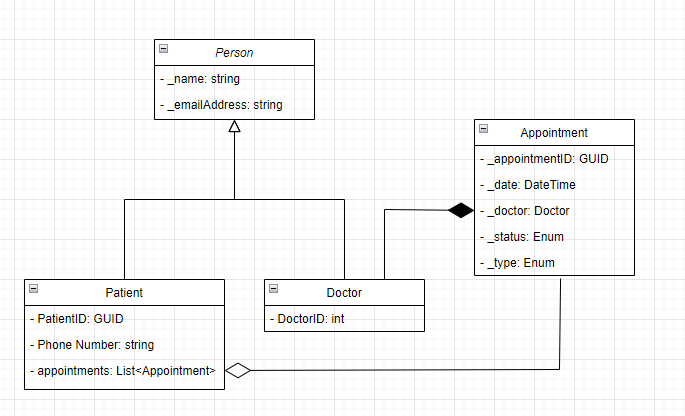 Person
- _name: string
- _emailAddress: string
Appointment
- _appointmentID: GUID
- _date: DateTime
- _doctor: Doctor
- _status: Enum
- _type: Enum
Patient
- PatientID: GUID
- Phone Number: string
- appointments: List<Appointment>
Doctor
- DoctorID: int